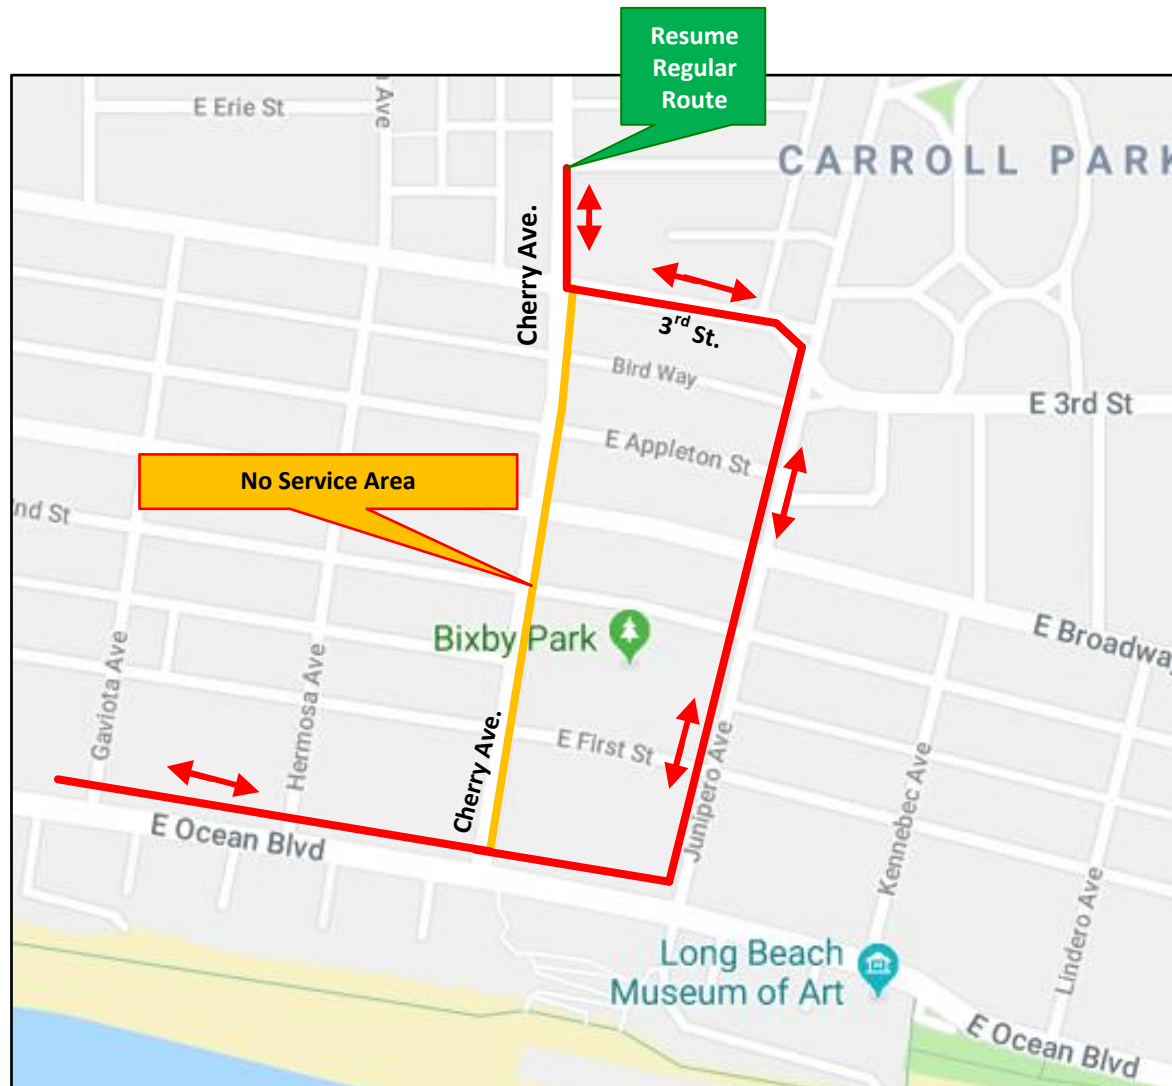 Resume
Regular
Route
E Erie St
Ave
CARROLL PARK
Cherry Ave.
3rd St.
Bird Way
E 3rd St
E Appleton St
No Service Area
nd St
Bixby Park
E Broadway
Gaviota Ave
Hermosa Ave
E First St
Cherry Ave.
Junipero Ave
Kennebec Ave
E Ocean Blvd
Lindero Ave
Long Beach
Museum of Art
E Ocean Blvd